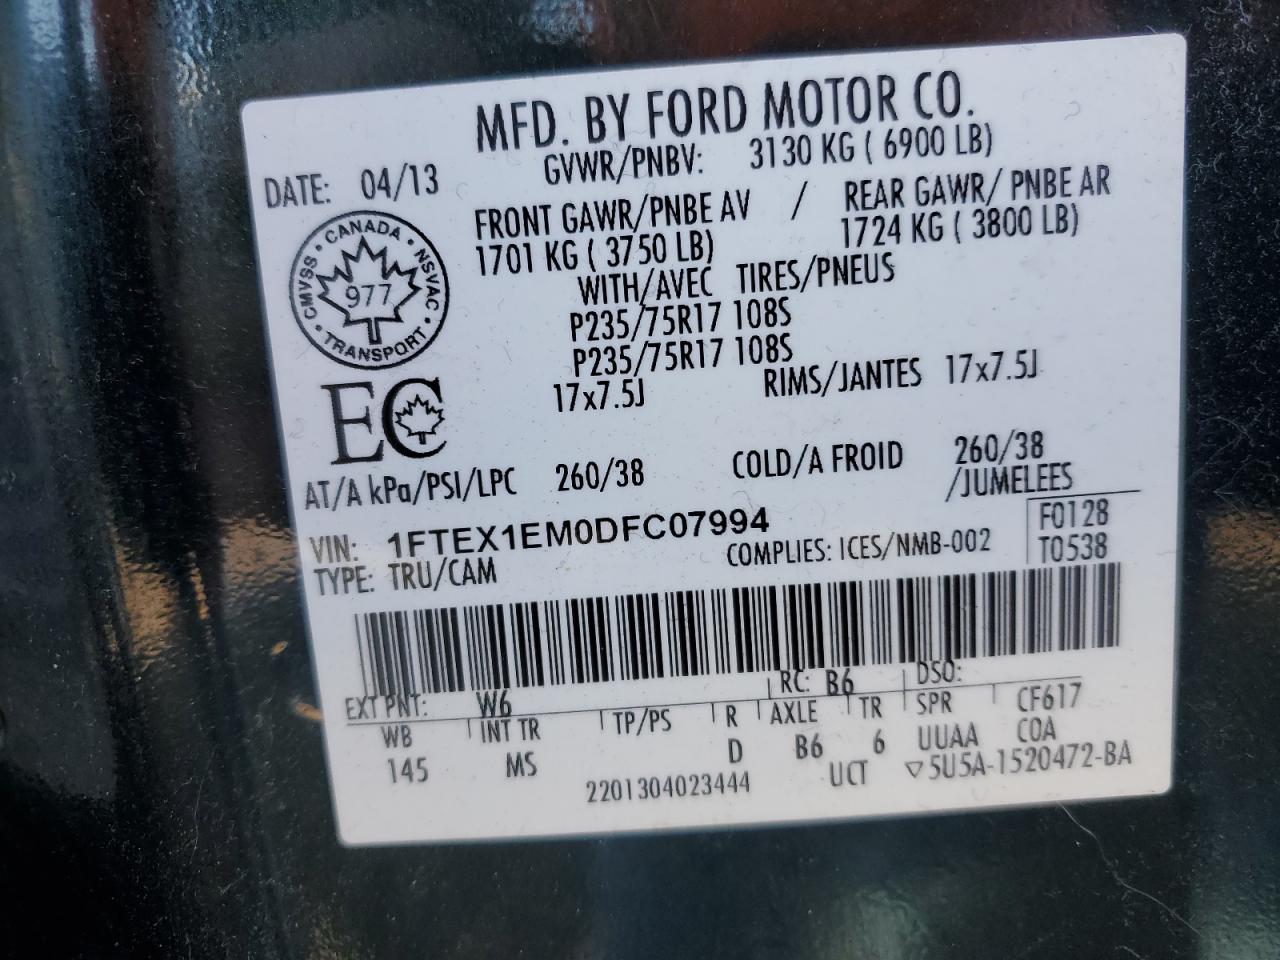 MFD. BY FORD MOTOR CO.
DATE: 04/13
GVWR/PNBV: 3130 KG ( 6900 LB)
FRONT GAWR/PNBE AV / REAR GAWR/ PNBE AR
1701 KG ( 3750 LB) 1724 KG ( 3800 LB)
WITH/AVEC TIRES/PNEUS
P235/75R17 108S
P235/75R17 108S
17x7.5J RIMS/JANTES 17x7.5J
CANADA • NSVAC • TRANSPORT • CMVSS •
977
EC
AT/A kPa/PSI/LPC 260/38 COLD/A FROID 260/38
/JUMELEES
VIN: 1FTEX1EM0DFC07994
F0128
TYPE: TRU/CAM COMPLIES: ICES/NMB-002 T0538
EXT PNT: W6 RC: B6 DSO:
WB INT TR TP/PS R AXLE TR SPR CF617
145 MS D B6 6 UUAA COA
2201304023444 UCT ▽5U5A-1520472-BA